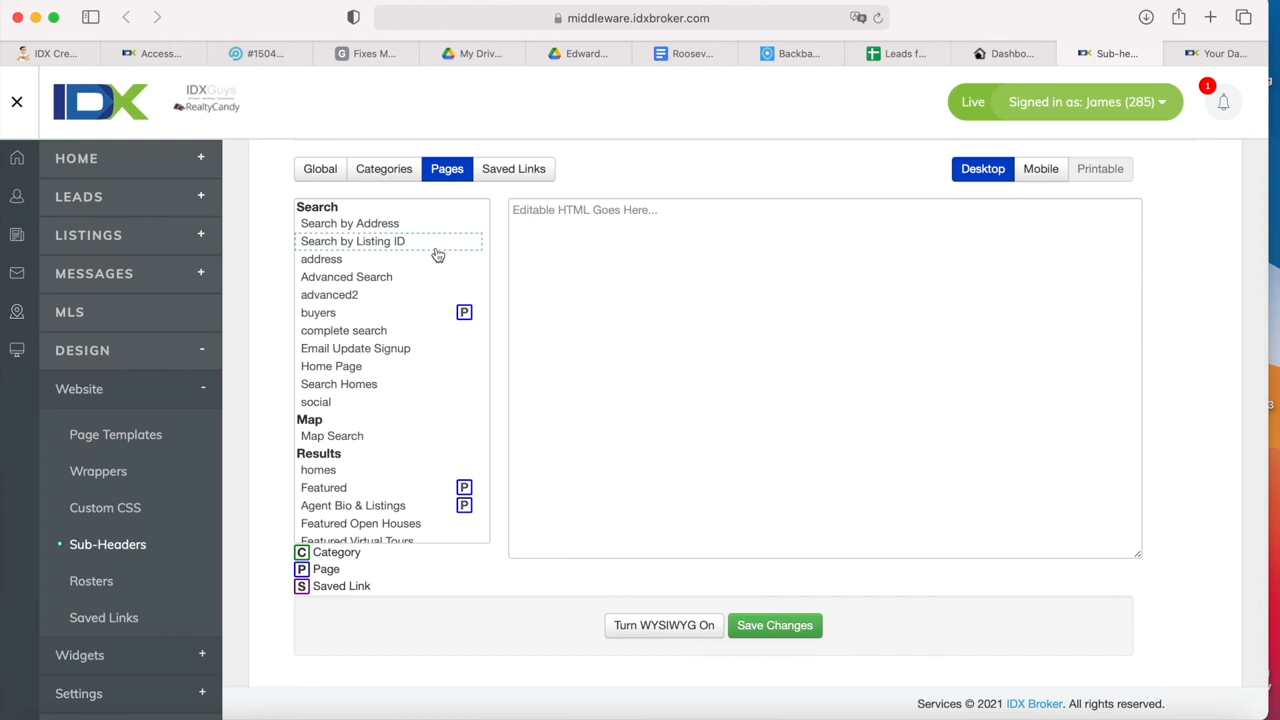 middleware.idxbroker.com
IDX Cre...
Access...
#1504...
Fixes M...
My Driv...
Edward...
Roosev...
Backba...
Leads f...
Dashbo...
Sub-he...
Your Da...
IDX
IDXGuys
RealtyCandy
Live
Signed in as: James (285)
1
HOME +
LEADS +
LISTINGS +
MESSAGES +
MLS
DESIGN -
Website -
Page Templates
Wrappers
Custom CSS
Sub-Headers
Rosters
Saved Links
Widgets +
Settings +
Global
Categories
Pages
Saved Links
Desktop
Mobile
Printable
Search
Search by Address
Search by Listing ID
address
Advanced Search
advanced2
buyers P
complete search
Email Update Signup
Home Page
Search Homes
social
Map
Map Search
Results
homes
Featured P
Agent Bio & Listings P
Featured Open Houses
Featured Virtual Tours
C Category
P Page
S Saved Link
Editable HTML Goes Here...
Turn WYSIWYG On
Save Changes
Services © 2021 IDX Broker. All rights reserved.
3